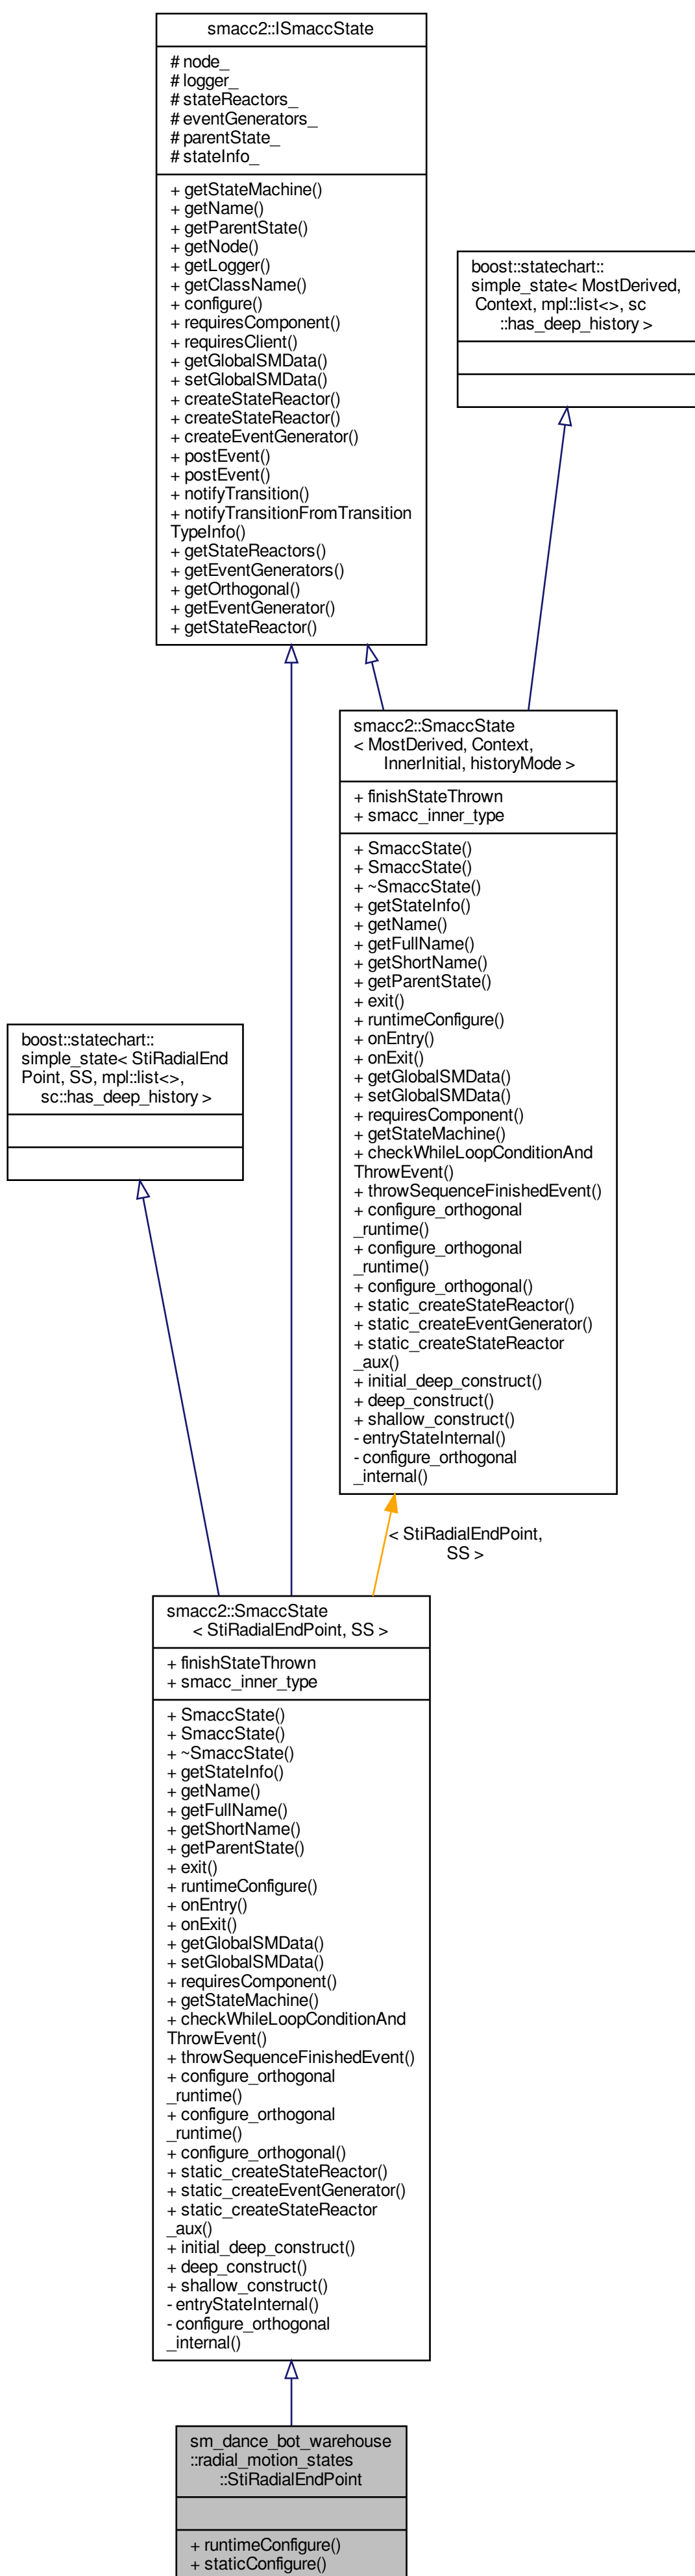 smacc2::ISmaccState
# node_
# logger_
# stateReactors_
# eventGenerators_
# parentState_
# stateInfo_
+ getStateMachine()
+ getName()
+ getParentState()
+ getNode()
+ getLogger()
+ getClassName()
+ configure()
+ requiresComponent()
+ requiresClient()
+ getGlobalSMData()
+ setGlobalSMData()
+ createStateReactor()
+ createStateReactor()
+ createEventGenerator()
+ postEvent()
+ postEvent()
+ notifyTransition()
+ notifyTransitionFromTransition
TypeInfo()
+ getStateReactors()
+ getEventGenerators()
+ getOrthogonal()
+ getEventGenerator()
+ getStateReactor()
boost::statechart::
simple_state< MostDerived,
Context, mpl::list<>, sc
::has_deep_history >
smacc2::SmaccState
< MostDerived, Context,
InnerInitial, historyMode >
+ finishStateThrown
+ smacc_inner_type
+ SmaccState()
+ SmaccState()
+ ~SmaccState()
+ getStateInfo()
+ getName()
+ getFullName()
+ getShortName()
+ getParentState()
+ exit()
+ runtimeConfigure()
+ onEntry()
+ onExit()
+ getGlobalSMData()
+ setGlobalSMData()
+ requiresComponent()
+ getStateMachine()
+ checkWhileLoopConditionAnd
ThrowEvent()
+ throwSequenceFinishedEvent()
+ configure_orthogonal
_runtime()
+ configure_orthogonal
_runtime()
+ configure_orthogonal()
+ static_createStateReactor()
+ static_createEventGenerator()
+ static_createStateReactor
_aux()
+ initial_deep_construct()
+ deep_construct()
+ shallow_construct()
- entryStateInternal()
- configure_orthogonal
_internal()
boost::statechart::
simple_state< StiRadialEnd
Point, SS, mpl::list<>,
sc::has_deep_history >
< StiRadialEndPoint,
SS >
smacc2::SmaccState
< StiRadialEndPoint, SS >
+ finishStateThrown
+ smacc_inner_type
+ SmaccState()
+ SmaccState()
+ ~SmaccState()
+ getStateInfo()
+ getName()
+ getFullName()
+ getShortName()
+ getParentState()
+ exit()
+ runtimeConfigure()
+ onEntry()
+ onExit()
+ getGlobalSMData()
+ setGlobalSMData()
+ requiresComponent()
+ getStateMachine()
+ checkWhileLoopConditionAnd
ThrowEvent()
+ throwSequenceFinishedEvent()
+ configure_orthogonal
_runtime()
+ configure_orthogonal
_runtime()
+ configure_orthogonal()
+ static_createStateReactor()
+ static_createEventGenerator()
+ static_createStateReactor
_aux()
+ initial_deep_construct()
+ deep_construct()
+ shallow_construct()
- entryStateInternal()
- configure_orthogonal
_internal()
sm_dance_bot_warehouse
::radial_motion_states
::StiRadialEndPoint
+ runtimeConfigure()
+ staticConfigure()